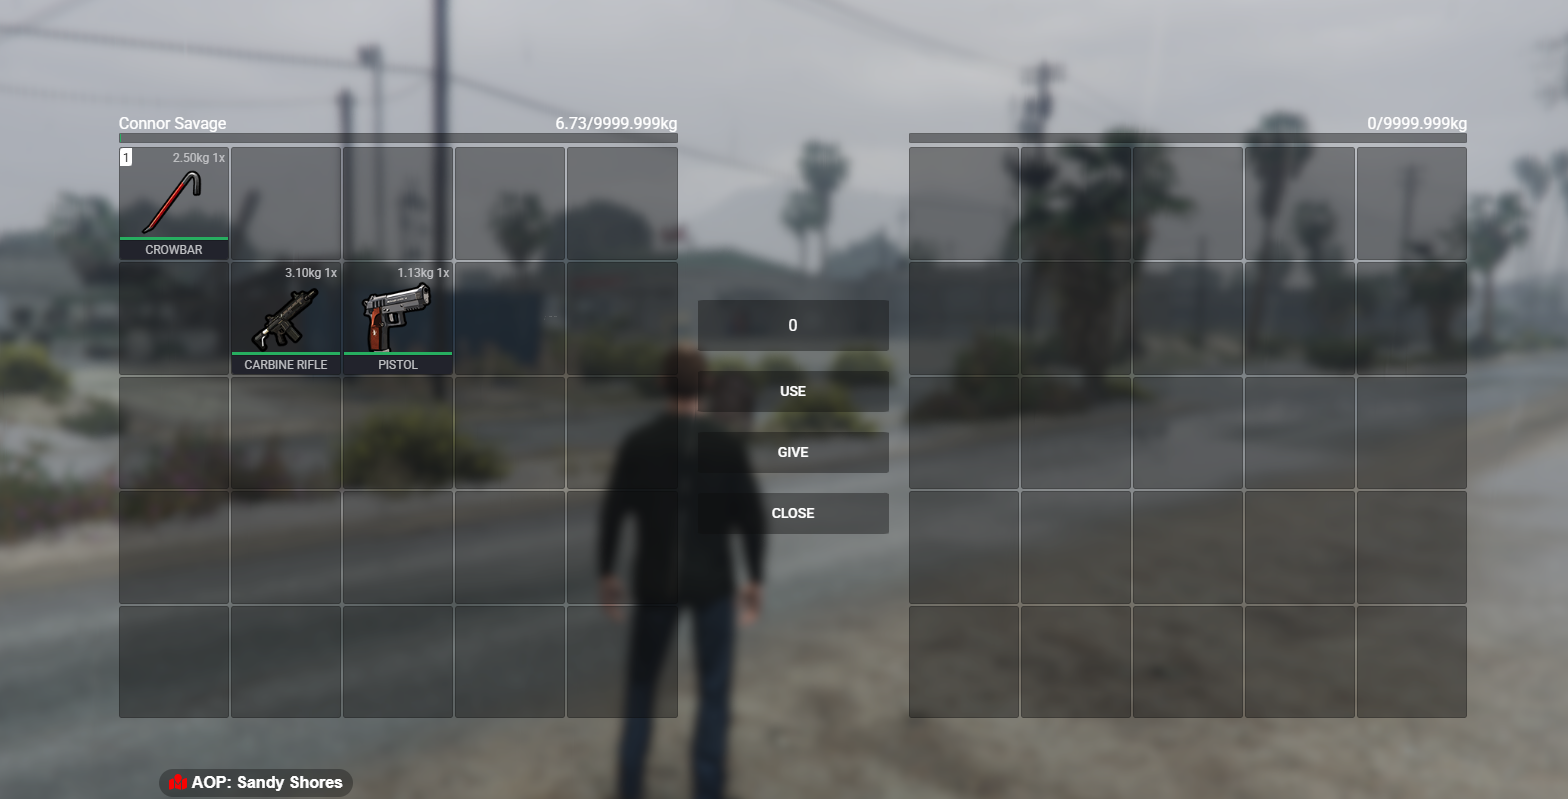 Connor Savage 6.73/9999.999kg
0/9999.999kg
1 2.50kg 1x
CROWBAR
3.10kg 1x 1.13kg 1x
CARBINE RIFLE PISTOL
0
USE
GIVE
CLOSE
AOP: Sandy Shores